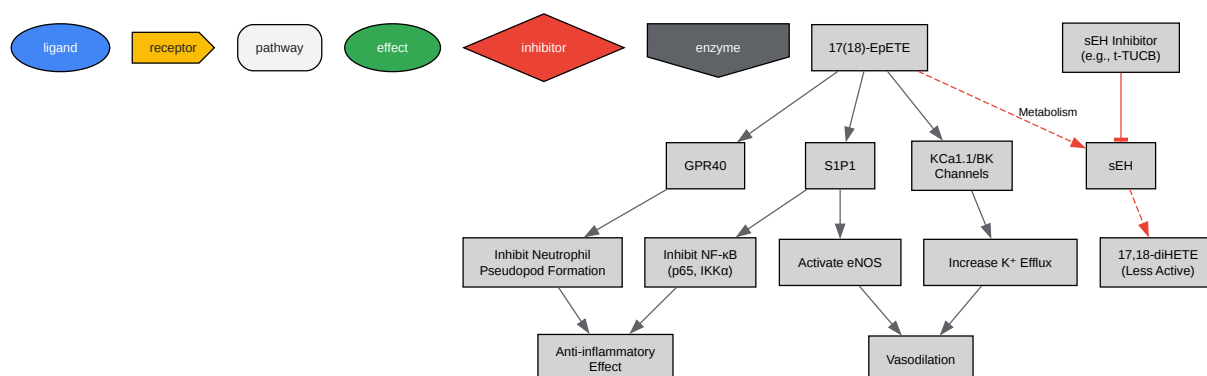 ligand
receptor
pathway
effect
inhibitor
enzyme
17(18)-EpETE
sEH Inhibitor
(e.g., t-TUCB)
Metabolism
GPR40
S1P1
KCa1.1/BK
Channels
sEH
Inhibit Neutrophil
Pseudopod Formation
Inhibit NF-κB
(p65, IKKα)
Activate eNOS
Increase K⁺ Efflux
17,18-diHETE
(Less Active)
Anti-inflammatory
Effect
Vasodilation